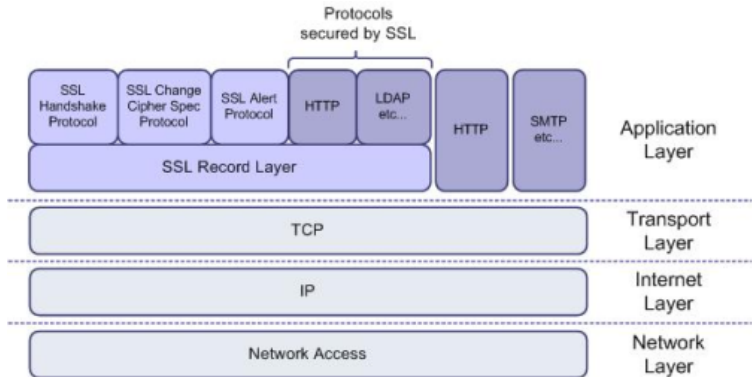 Protocols
secured by SSL
SSL
Handshake
Protocol
SSL Change
Cipher Spec
Protocol
SSL Alert
Protocol
HTTP
LDAP
etc...
HTTP
SMTP
etc...
Application
Layer
SSL Record Layer
TCP
Transport
Layer
IP
Internet
Layer
Network Access
Network
Layer